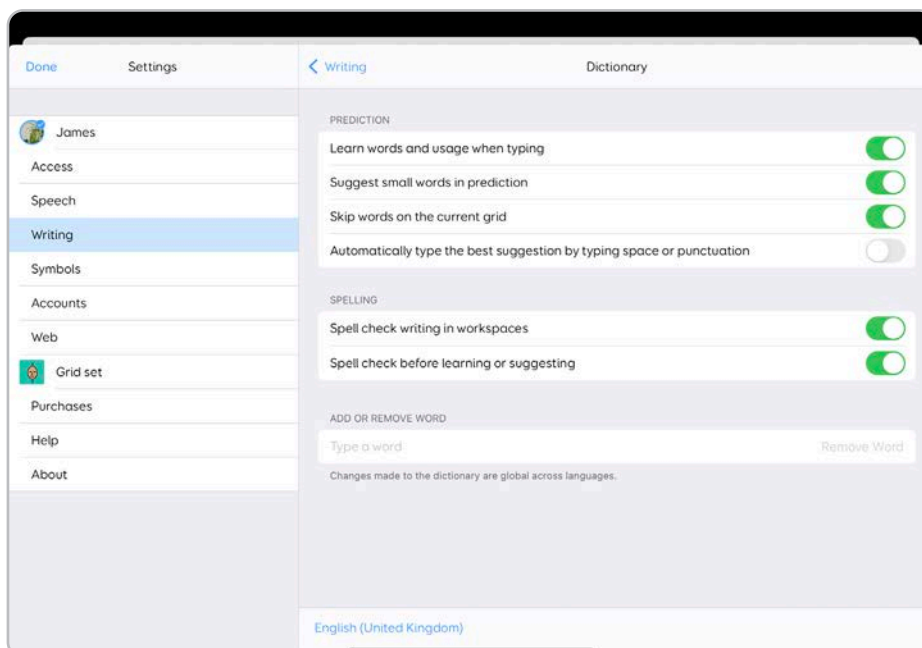 Done
Settings
James
Access
Speech
Writing
Symbols
Accounts
Web
Grid set
Purchases
Help
About
Writing
Dictionary
PREDICTION
Learn words and usage when typing
Suggest small words in prediction
Skip words on the current grid
Automatically type the best suggestion by typing space or punctuation
SPELLING
Spell check writing in workspaces
Spell check before learning or suggesting
ADD OR REMOVE WORD
Type a word
Remove Word
Changes made to the dictionary are global across languages.
English (United Kingdom)